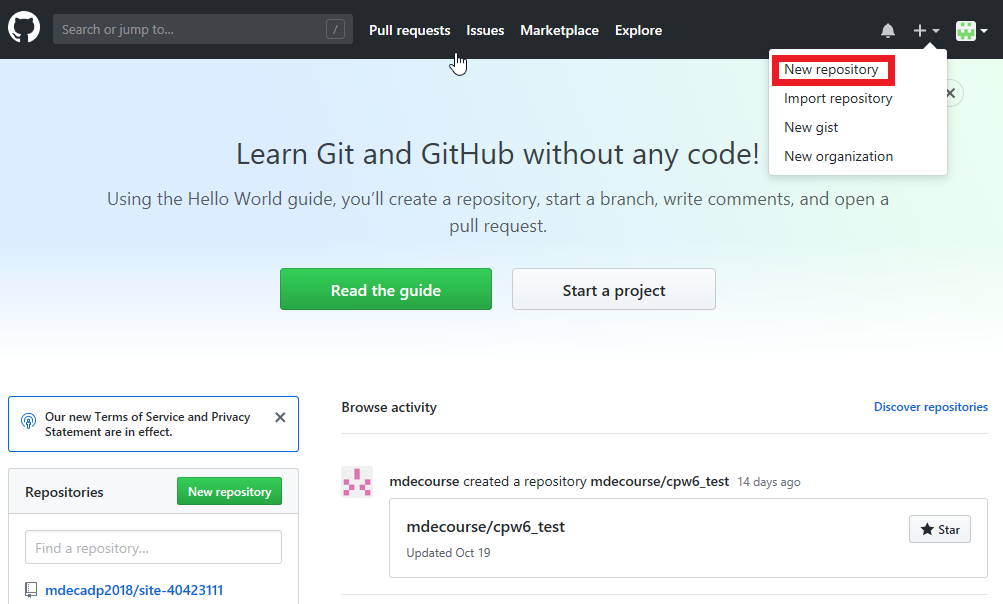 Search or jump to... /
Pull requests Issues Marketplace Explore
New repository
Import repository
New gist
New organization
Learn Git and GitHub without any code!
Using the Hello World guide, you’ll create a repository, start a branch, write comments, and open a
pull request.
Read the guide
Start a project
Our new Terms of Service and Privacy
Statement are in effect.
Repositories
New repository
Find a repository...
mdecadp2018/site-40423111
Browse activity
Discover repositories
mdecourse created a repository mdecourse/cpw6_test 14 days ago
mdecourse/cpw6_test
Star
Updated Oct 19